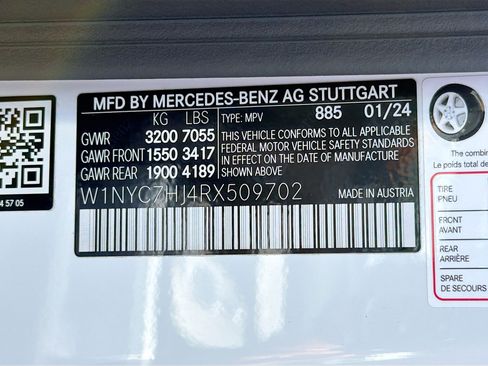 MFD BY MERCEDES-BENZ AG STUTTGART
KG LBS TYPE: MPV 885 01/24
GVWR 3200 7055
GAWR FRONT 1550 3417
GAWR REAR 1900 4189
THIS VEHICLE CONFORMS TO ALL APPLICABLE
FEDERAL MOTOR VEHICLE SAFETY STANDARDS
IN EFFECT ON THE DATE OF MANUFACTURE
SHOWN ABOVE.
W1NYC7HJ4RX509702 MADE IN AUSTRIA
4 5705
The combine
Le poids total de
TIRE
PNEU
FRONT
AVANT
REAR
ARRIÈRE
SPARE
DE SECOURS